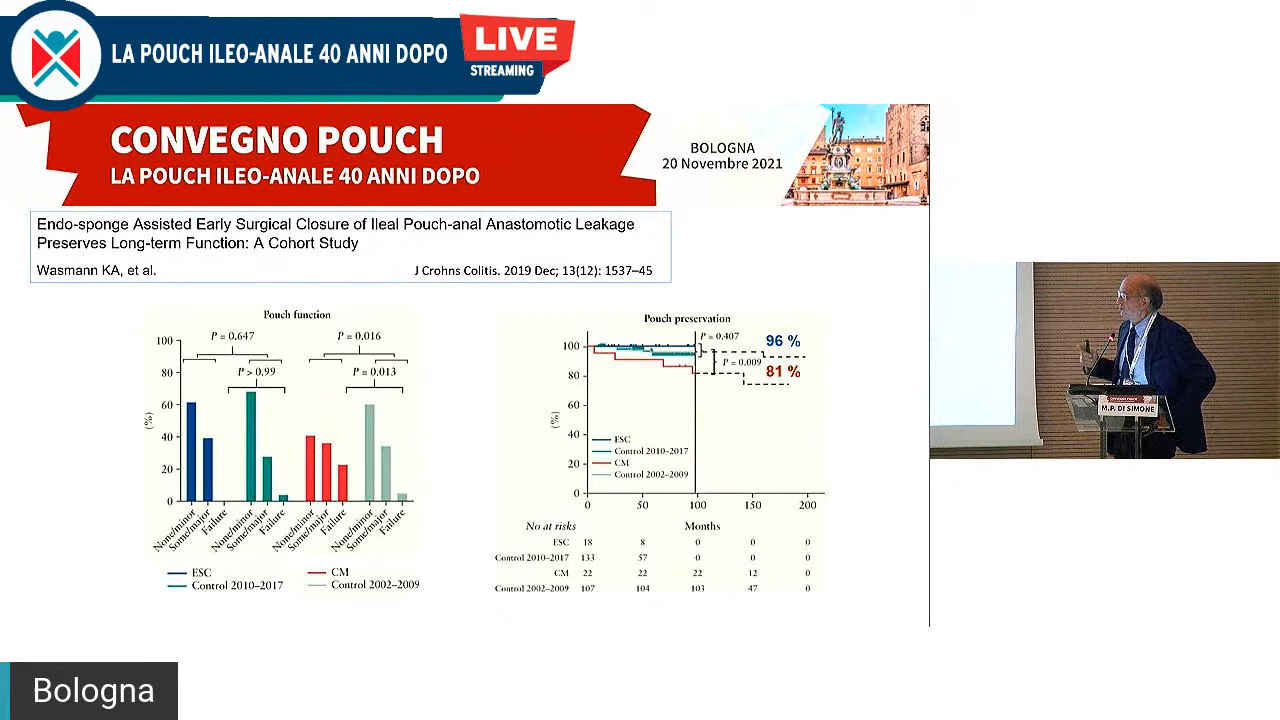 LA POUCH ILEO-ANALE 40 ANNI DOPO
LIVE
STREAMING
CONVEGNO POUCH
LA POUCH ILEO-ANALE 40 ANNI DOPO
BOLOGNA
20 Novembre 2021
Endo-sponge Assisted Early Surgical Closure of Ileal Pouch-anal Anastomotic Leakage
Preserves Long-term Function: A Cohort Study
Wasmann KA, et al.
J Crohns Colitis. 2019 Dec; 13(12): 1537–45
Pouch function
P = 0.647
P = 0.016
P > 0.99
P = 0.013
100
80
60
40
20
0
(%)
None/minor
Some/major
Failure
None/minor
Some/major
Failure
None/minor
Some/major
Failure
None/minor
Some/major
Failure
ESC
CM
Control 2010–2017
Control 2002–2009
Pouch preservation
P = 0.407
96 %
P = 0.009
81 %
100
80
60
40
20
0
(%)
ESC
Control 2010–2017
CM
Control 2002–2009
0 50 100 150 200
No at risks Months
ESC 18 8 0 0 0
Control 2010–2017 133 57 0 0 0
CM 22 22 22 12 0
Control 2002–2009 107 104 103 47 0
M.P. DI SIMONE
Bologna